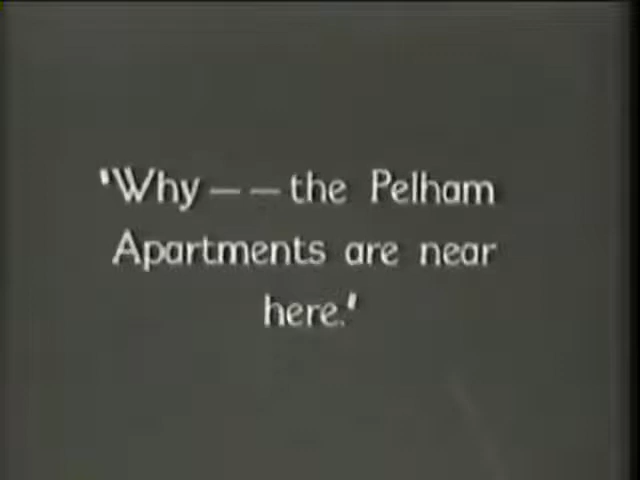 "Why — — the Pelham
Apartments are near
here."